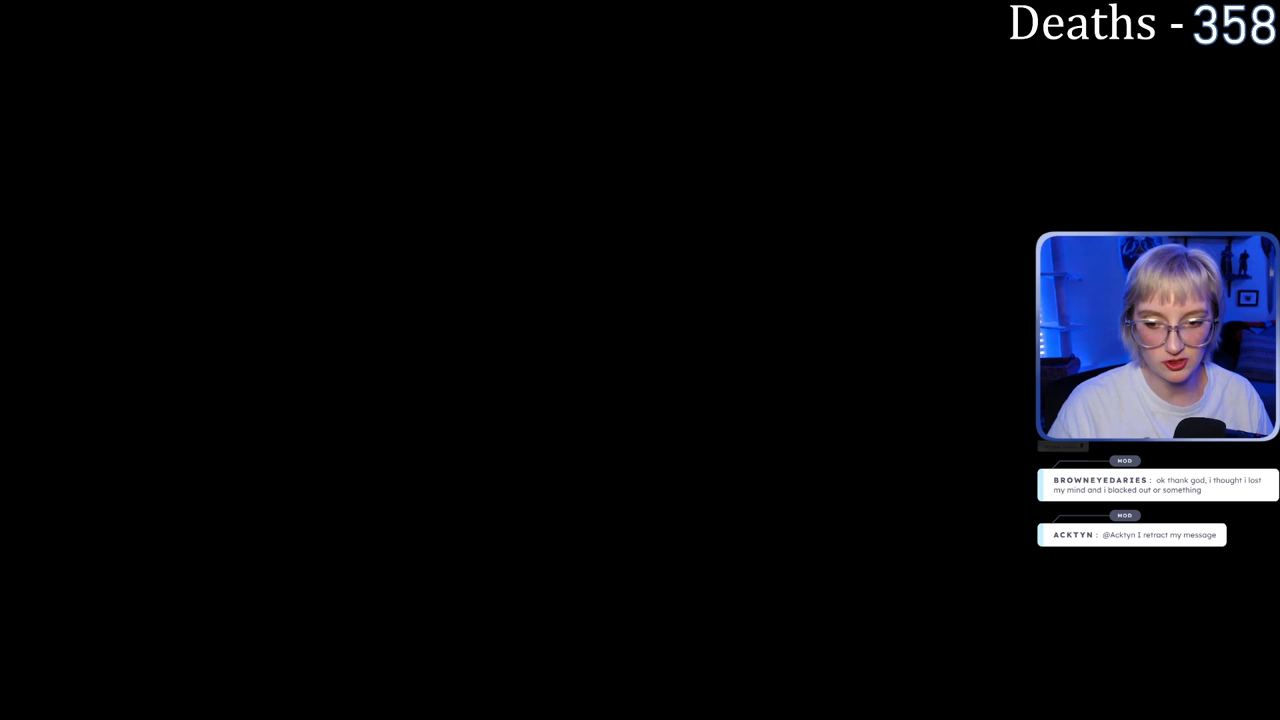 Deaths - 358
MOD
BROWNEYEDARIES : ok thank god, i thought i lost
my mind and i blacked out or something
MOD
ACKTYN : @Acktyn I retract my message